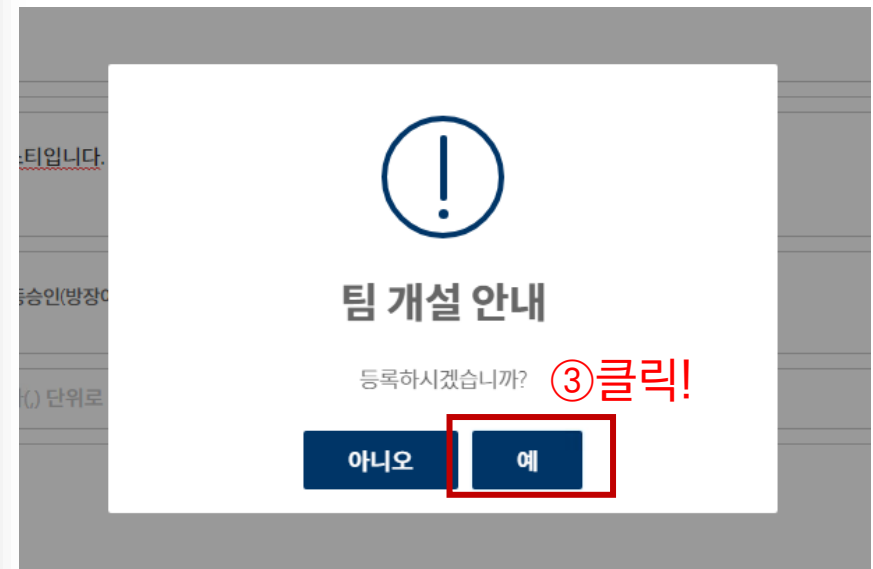 티입니다.
팀 개설 안내
승인(방장
등록하시겠습니까? ③클릭!
(,) 단위로
아니오 예